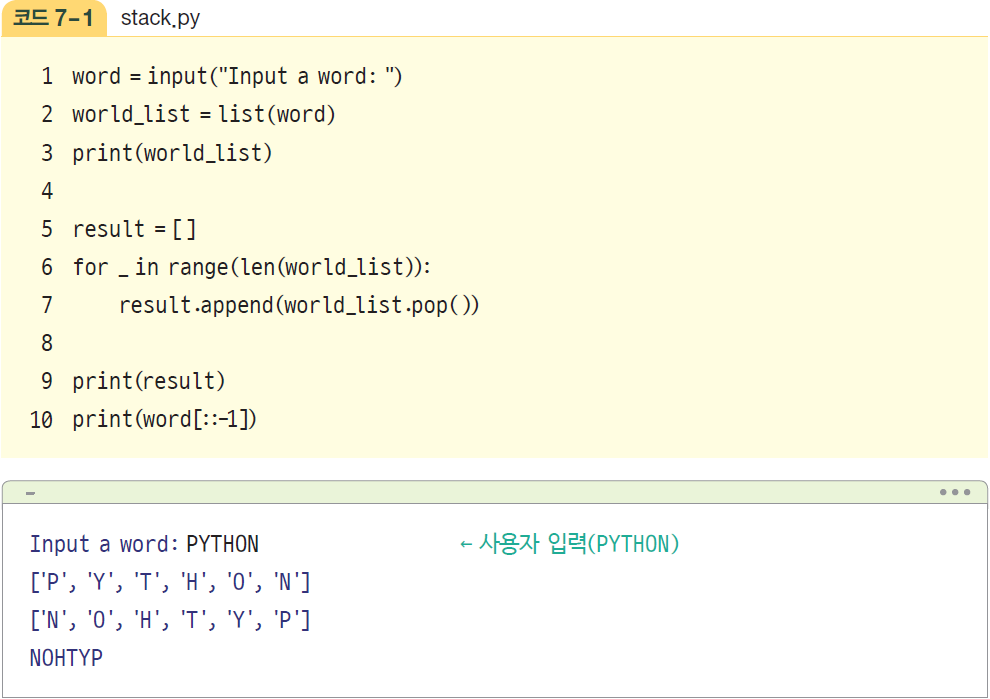 코드 7-1 stack.py
1 word = input("Input a word: ")
2 world_list = list(word)
3 print(world_list)
4
5 result = []
6 for _ in range(len(world_list)):
7     result.append(world_list.pop())
8
9 print(result)
10 print(word[::-1])
Input a word: PYTHON ← 사용자 입력(PYTHON)
['P', 'Y', 'T', 'H', 'O', 'N']
['N', 'O', 'H', 'T', 'Y', 'P']
NOHTYP